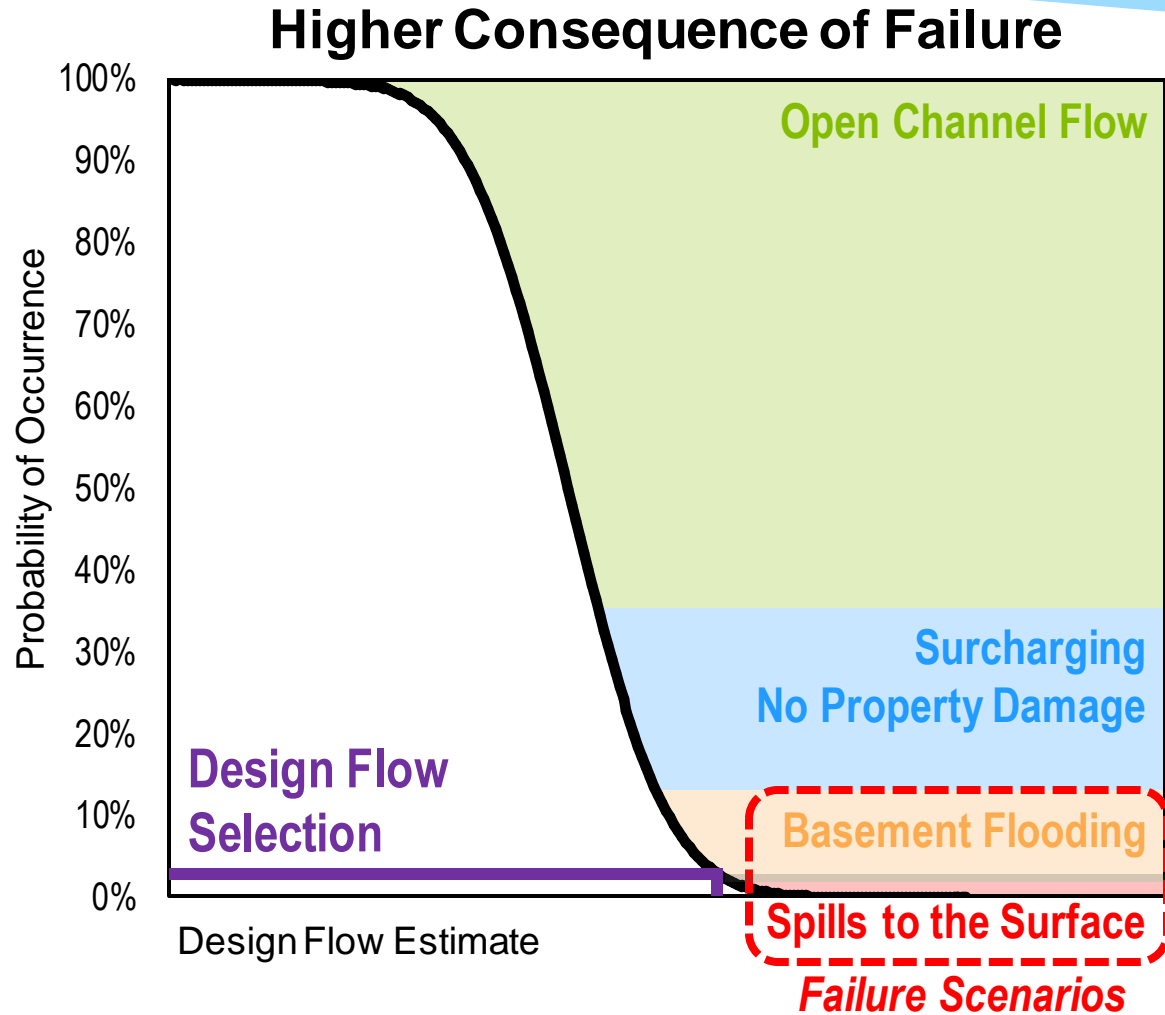 Higher Consequence of Failure
100%
90%
80%
70%
60%
50%
40%
30%
20%
10%
0%
Probability of Occurrence
Open Channel Flow
Surcharging
No Property Damage
Design Flow
Selection
Basement Flooding
Spills to the Surface
Design Flow Estimate
Failure Scenarios